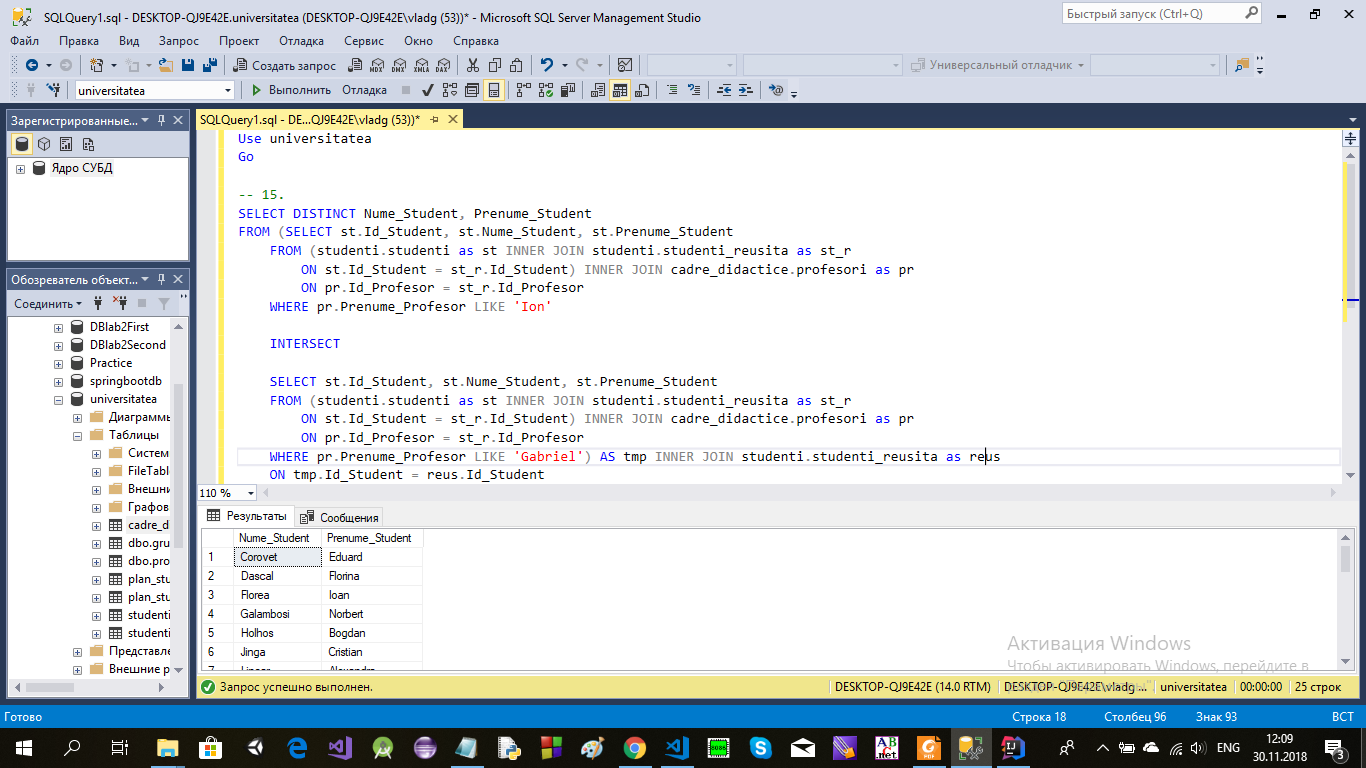 SQLQuery1.sql - DESKTOP-QJ9E42E.universitatea (DESKTOP-QJ9E42E\vladg (53))* - Microsoft SQL Server Management Studio
Быстрый запуск (Ctrl+Q)
Файл Правка Вид Запрос Проект Отладка Сервис Окно Справка
Создать запрос
MDX DMX XMLA DAX
Универсальный отладчик
universitatea
Выполнить Отладка
Зарегистрированные...
Ядро СУБД
Обозреватель объект...
Соединить
DBlab2First
DBlab2Second
Practice
springbootdb
universitatea
Диаграммы
Таблицы
Систем
FileTabl
Внешни
Графов
cadre_d
dbo.gru
dbo.pro
plan_stu
plan_stu
studenti
studenti
Представле
Внешние р
SQLQuery1.sql - DE...QJ9E42E\vladg (53))*
Use universitatea
Go
-- 15.
SELECT DISTINCT Nume_Student, Prenume_Student
FROM (SELECT st.Id_Student, st.Nume_Student, st.Prenume_Student
FROM (studenti.studenti as st INNER JOIN studenti.studenti_reusita as st_r
ON st.Id_Student = st_r.Id_Student) INNER JOIN cadre_didactice.profesori as pr
ON pr.Id_Profesor = st_r.Id_Profesor
WHERE pr.Prenume_Profesor LIKE 'Ion'
INTERSECT
SELECT st.Id_Student, st.Nume_Student, st.Prenume_Student
FROM (studenti.studenti as st INNER JOIN studenti.studenti_reusita as st_r
ON st.Id_Student = st_r.Id_Student) INNER JOIN cadre_didactice.profesori as pr
ON pr.Id_Profesor = st_r.Id_Profesor
WHERE pr.Prenume_Profesor LIKE 'Gabriel') AS tmp INNER JOIN studenti.studenti_reusita as reus
ON tmp.Id_Student = reus.Id_Student
110 %
Результаты Сообщения
Nume_Student Prenume_Student
1 Corovet Eduard
2 Dascal Florina
3 Florea Ioan
4 Galambosi Norbert
5 Holhos Bogdan
6 Jinga Cristian
Активация Windows
Чтобы активировать Windows, перейдите в
Запрос успешно выполнен.
DESKTOP-QJ9E42E (14.0 RTM) DESKTOP-QJ9E42E\vladg ... universitatea 00:00:00 25 строк
Готово
Строка 18 Столбец 96 Знак 93 ВСТ
ENG
12:09
30.11.2018
3